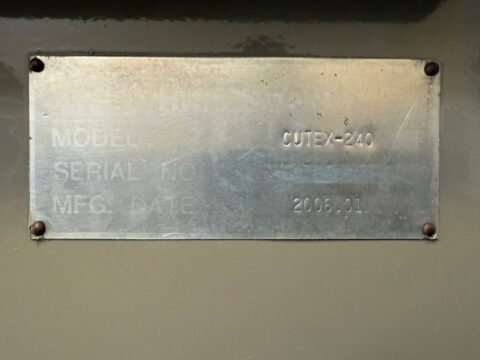 MODEL CUTEX-240
SERIAL NO
MFG. DATE 2006.01